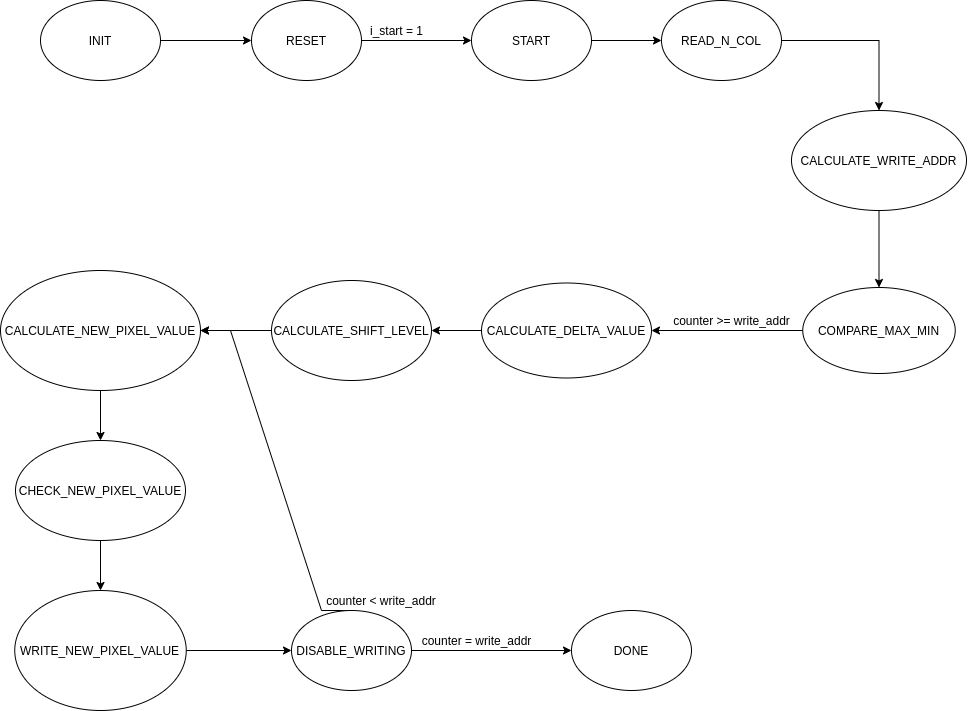 INIT
RESET
i_start = 1
START
READ_N_COL
CALCULATE_WRITE_ADDR
COMPARE_MAX_MIN
counter >= write_addr
CALCULATE_DELTA_VALUE
CALCULATE_SHIFT_LEVEL
CALCULATE_NEW_PIXEL_VALUE
CHECK_NEW_PIXEL_VALUE
WRITE_NEW_PIXEL_VALUE
DISABLE_WRITING
counter < write_addr
counter = write_addr
DONE